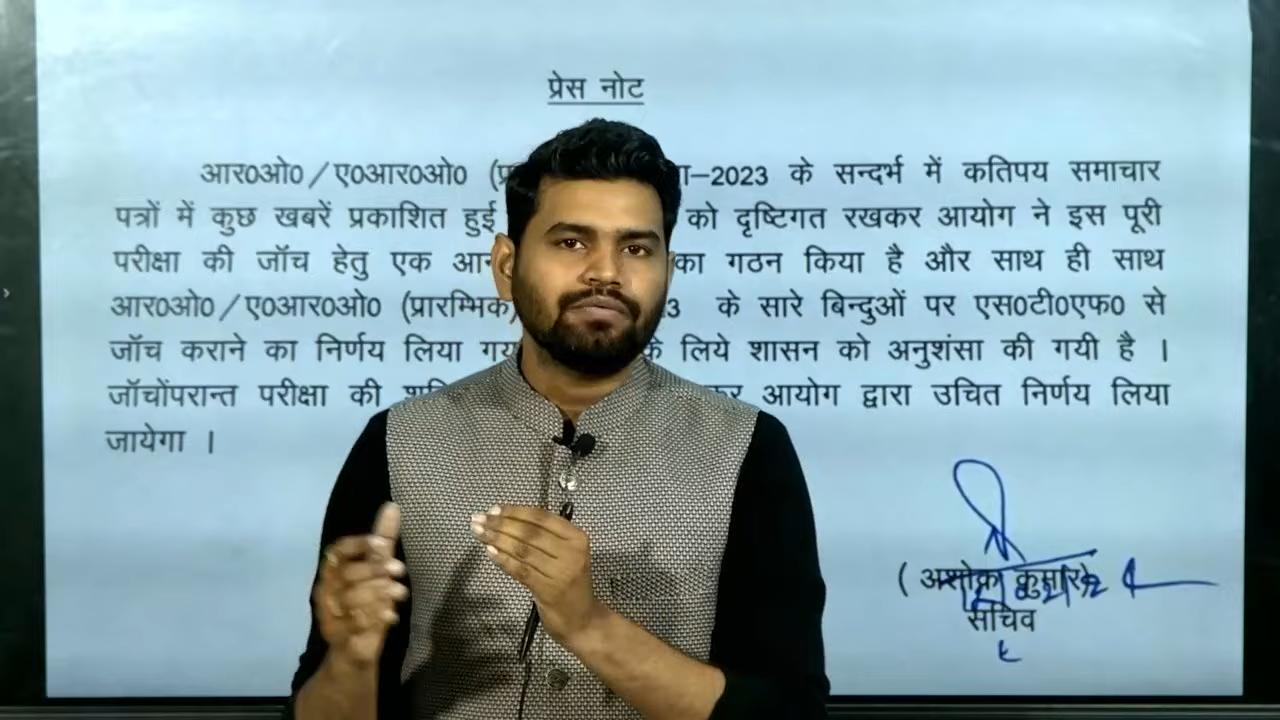 प्रेस नोट
आर0ओ0/ए0आर0ओ0 –2023 के सन्दर्भ में कतिपय समाचार
पत्रों में कुछ खबरें प्रकाशित हुई को दृष्टिगत रखकर आयोग ने इस पूरी
परीक्षा की जॉच हेतु एक का गठन किया है और साथ ही साथ
आर0ओ0/ए0आर0ओ0 (प्रारम्भिक) के सारे बिन्दुओं पर एस0टी0एफ0 से
जॉच कराने का निर्णय लिया लिये शासन को अनुशंसा की गयी है ।
जॉचोंपरान्त परीक्षा की आयोग द्वारा उचित निर्णय लिया
जायेगा ।
(अशोक कुमार)
सचिव